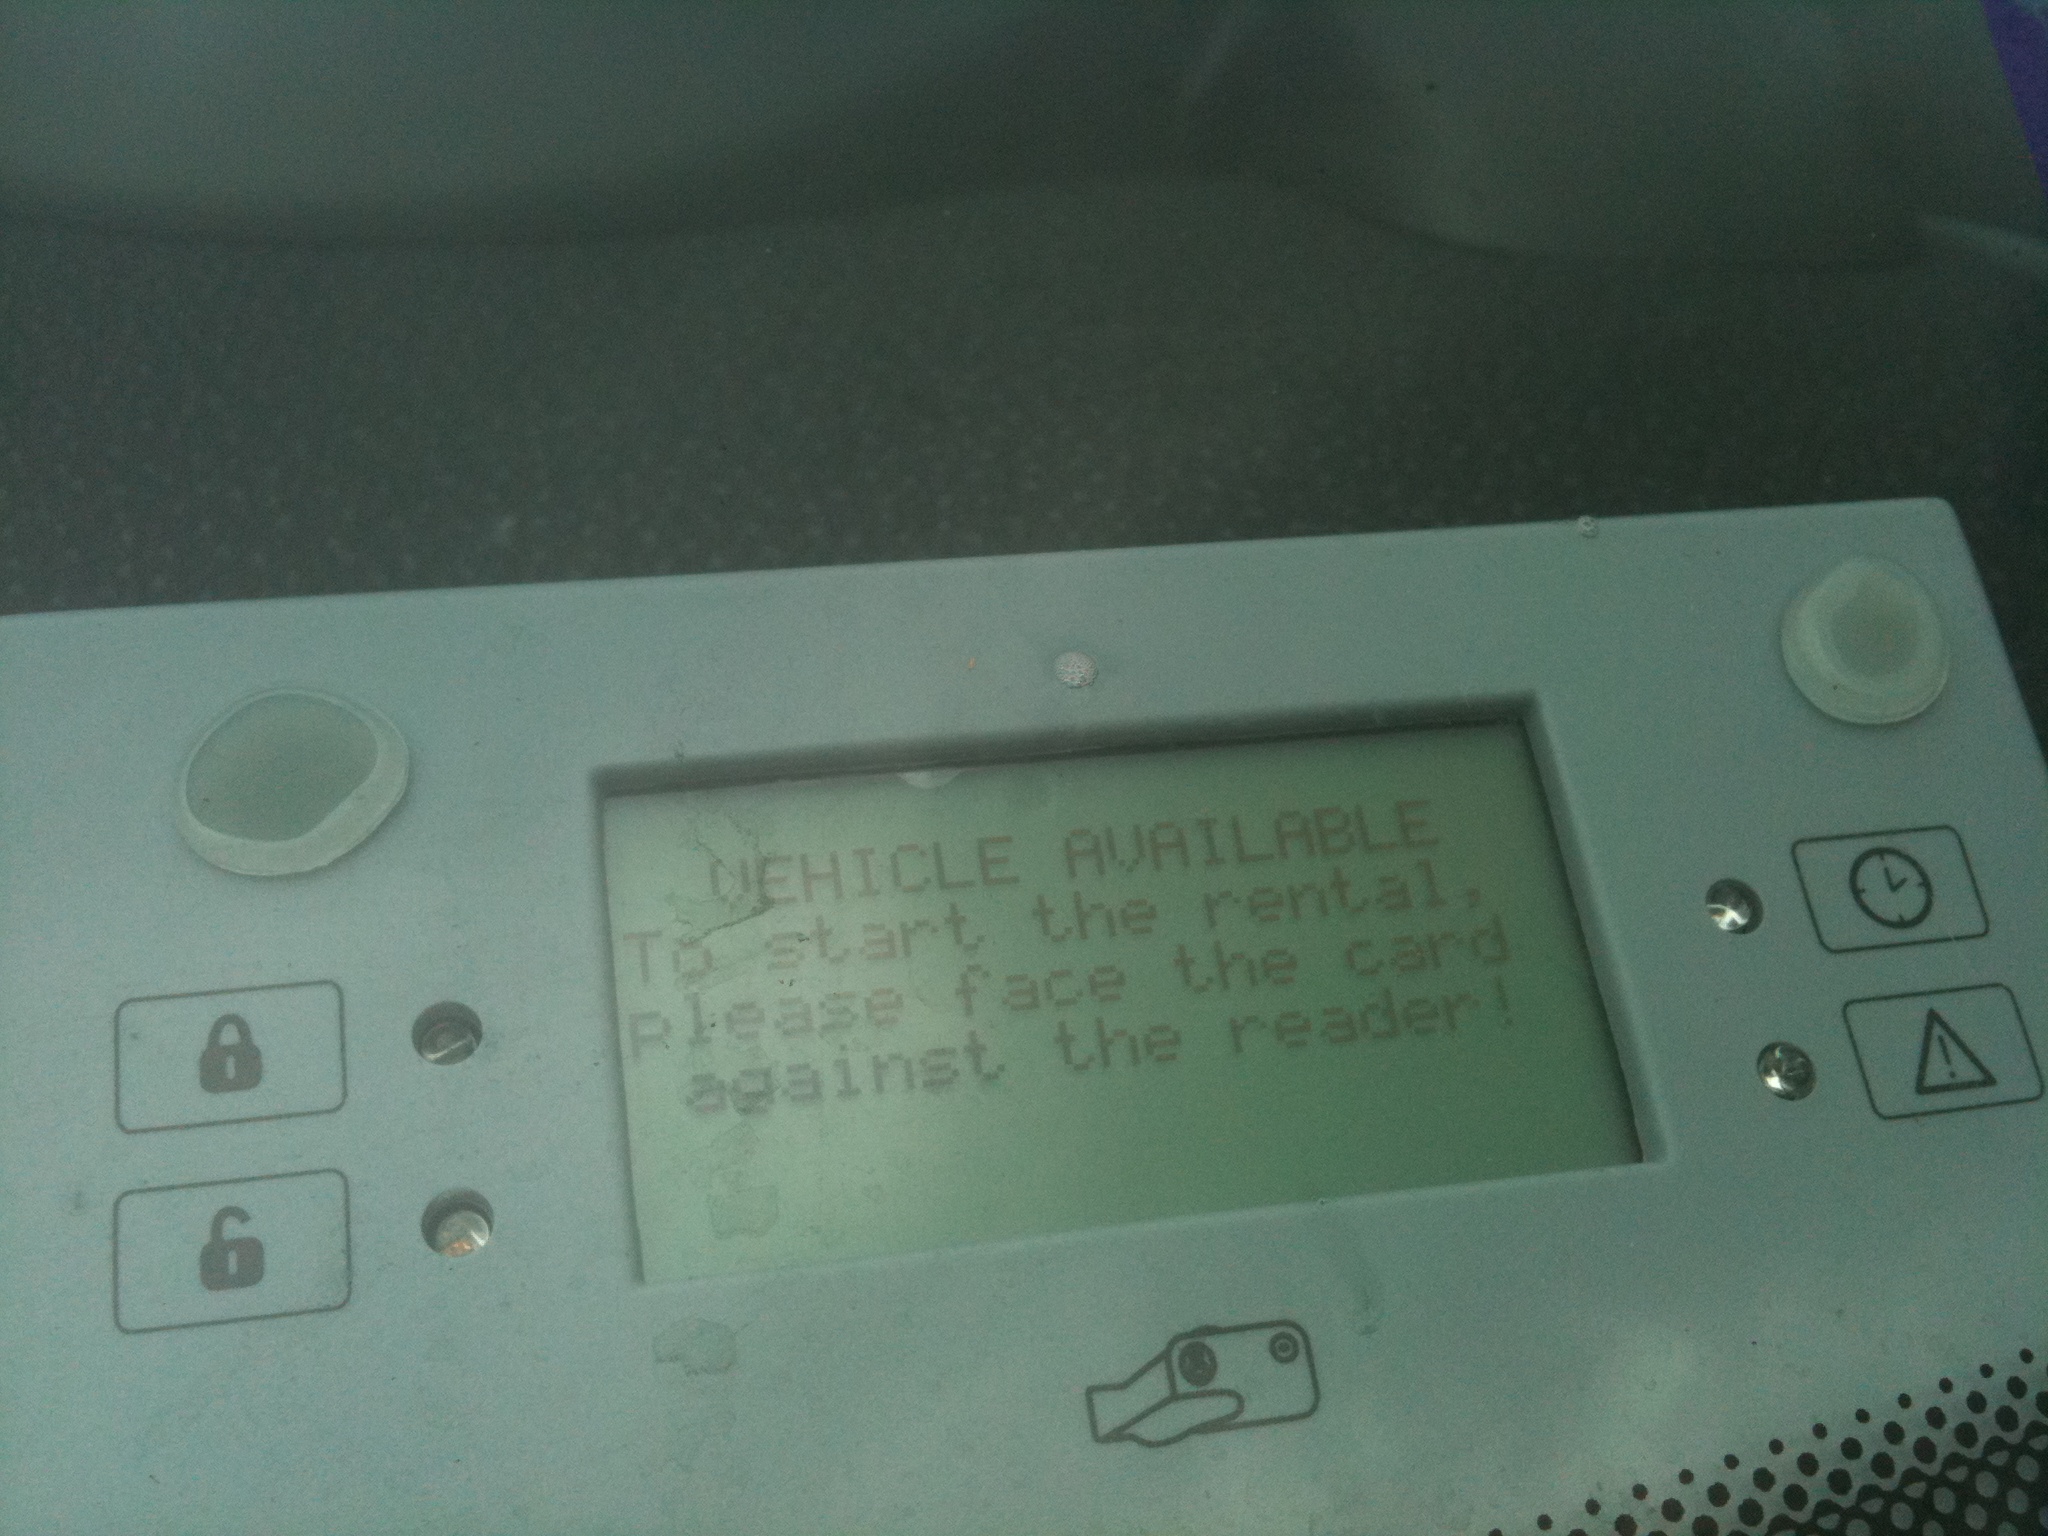 VEHICLE AVAILABLE
To start the rental,
please face the card
against the reader!